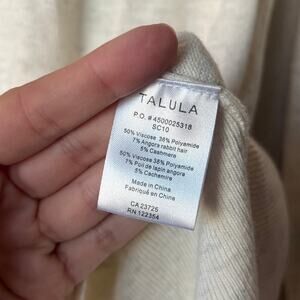 TALULA
P.O. #4500025318
SC10
50% Viscose 38% Polyamide
7% Angora rabbit hair
5% Cashmere
50% Viscose 38% Polyamide
7% Poil de lapin angora
5% Cachemire
Made in China
Fabriqué en China
CA 23725
RN 122354